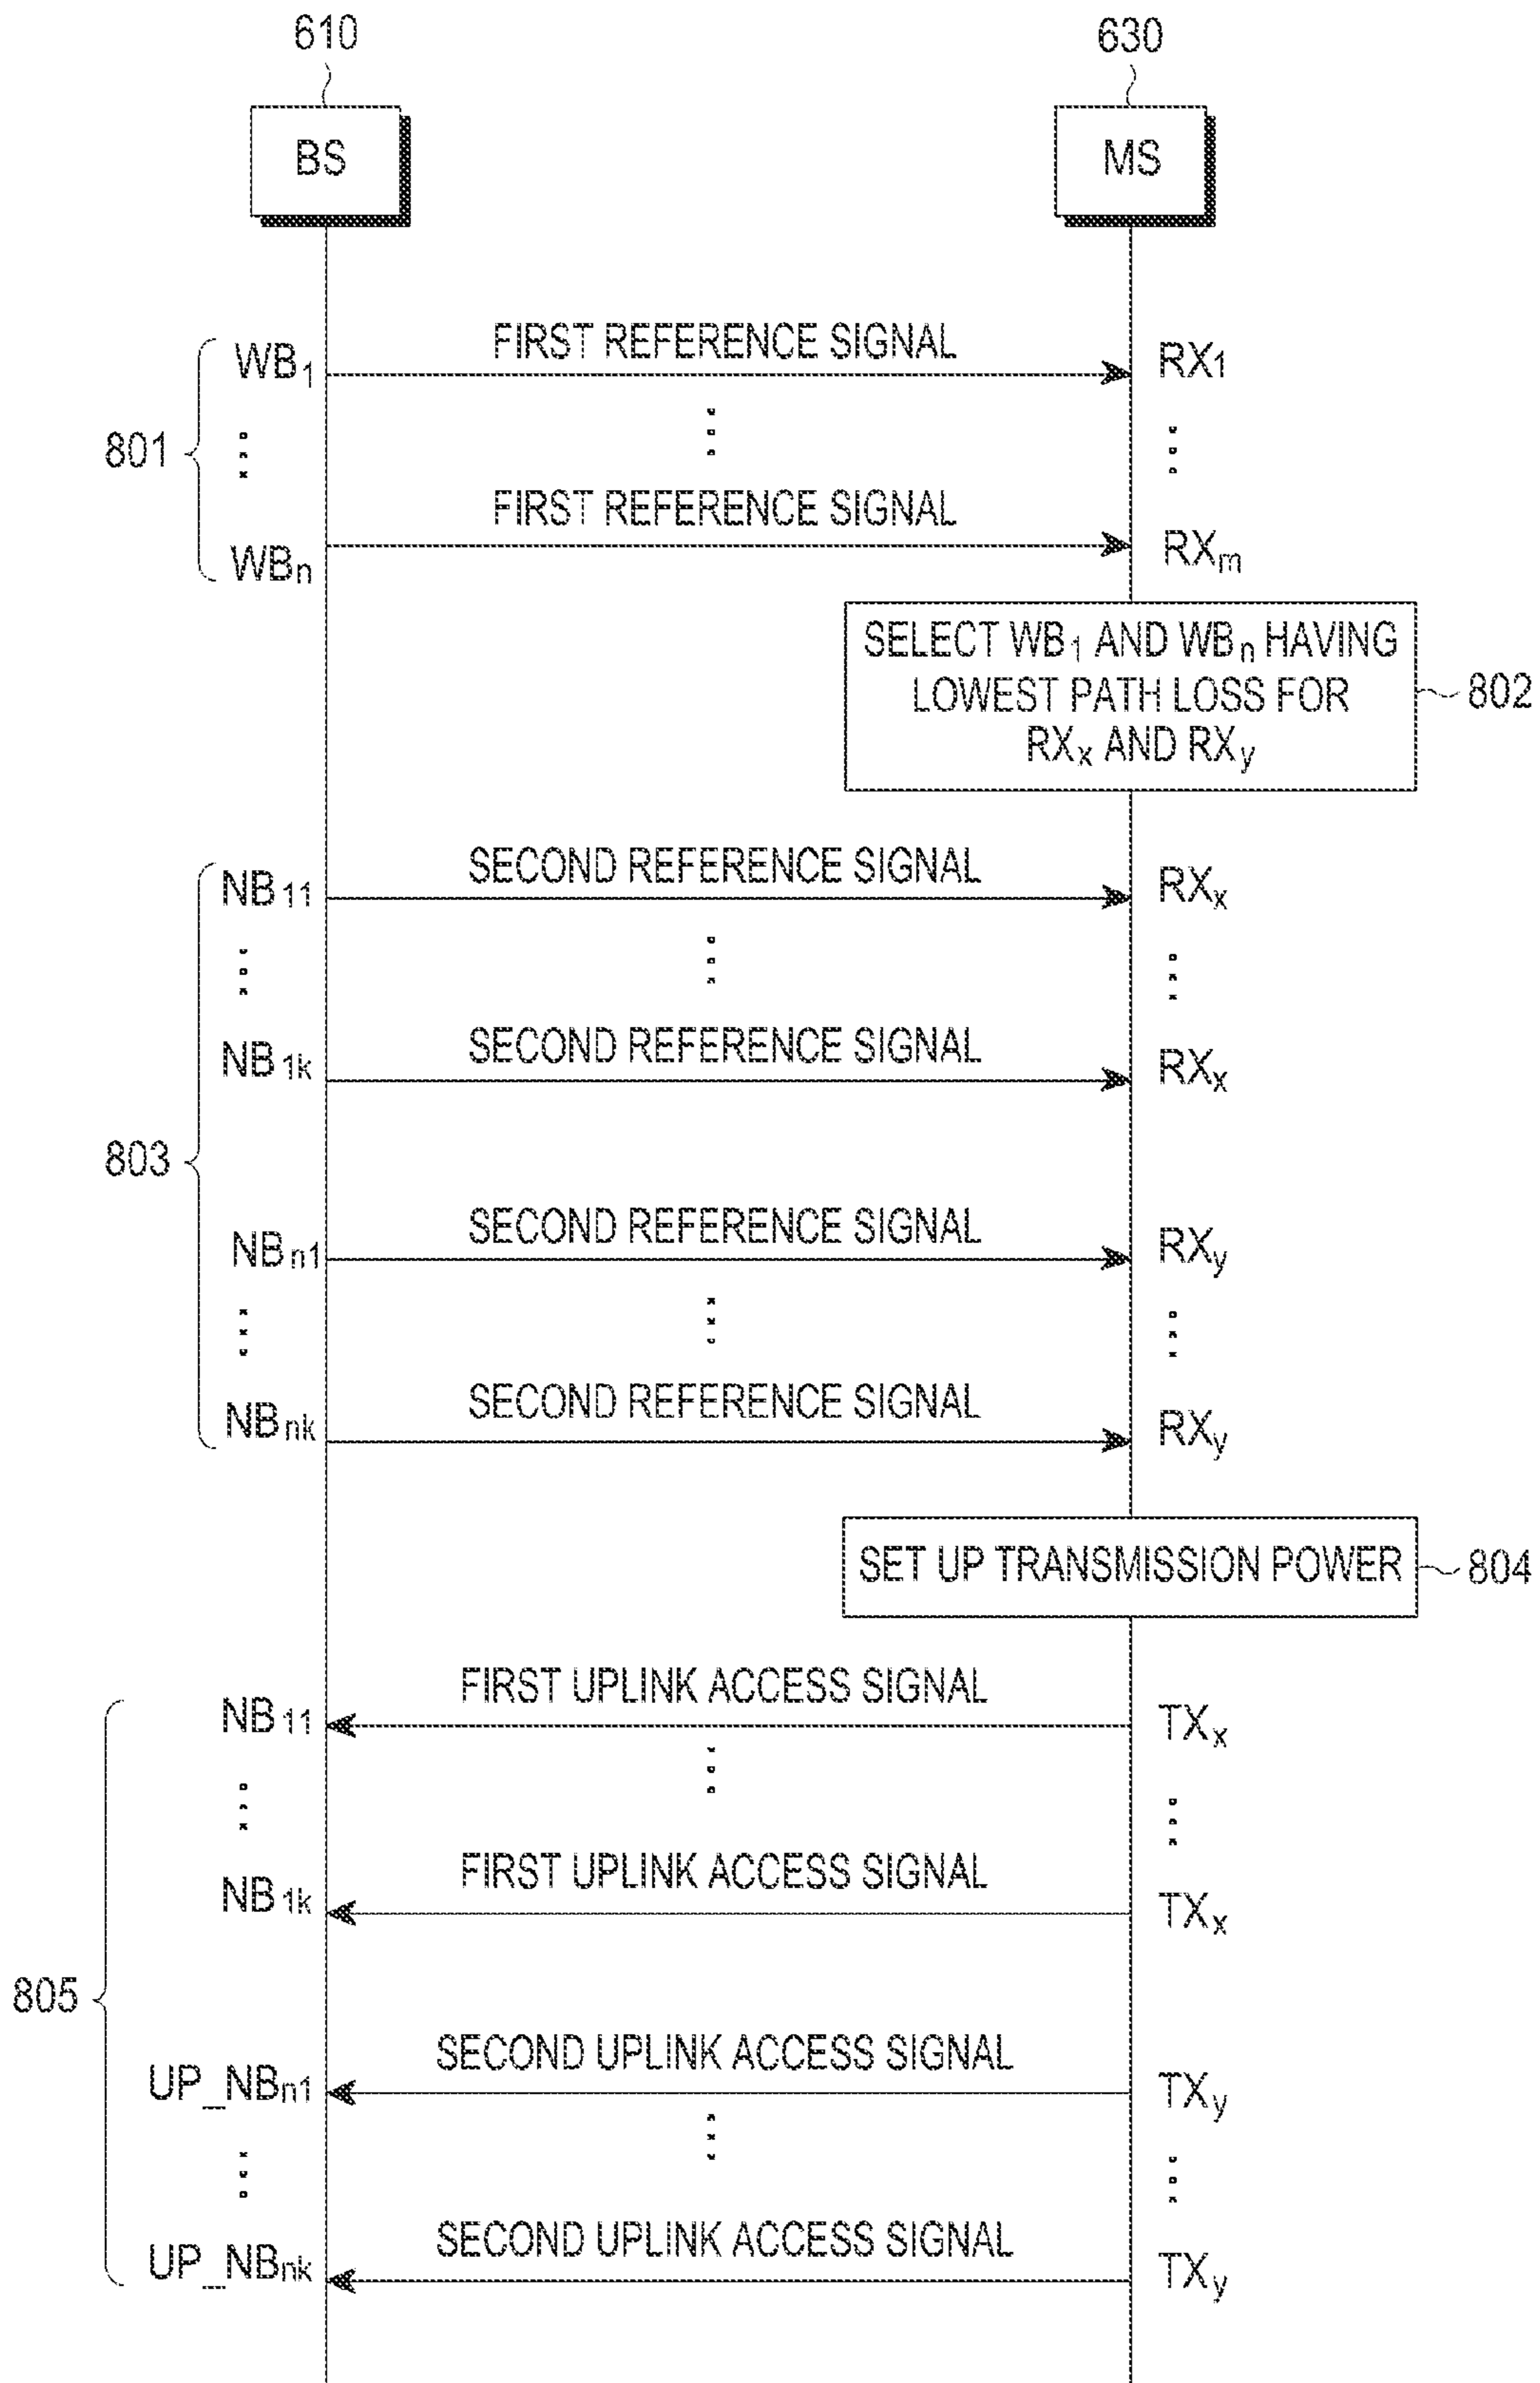 610
630
BS
MS
FIRST REFERENCE SIGNAL
WB1
RX1
801
FIRST REFERENCE SIGNAL
WBn
RXm
SELECT WB1 AND WBn HAVING
LOWEST PATH LOSS FOR
RXx AND RXy
802
SECOND REFERENCE SIGNAL
NB11
RXx
SECOND REFERENCE SIGNAL
NB1k
RXx
803
SECOND REFERENCE SIGNAL
NBn1
RXy
SECOND REFERENCE SIGNAL
NBnk
RXy
SET UP TRANSMISSION POWER
804
FIRST UPLINK ACCESS SIGNAL
NB11
TXx
FIRST UPLINK ACCESS SIGNAL
NB1k
TXx
805
SECOND UPLINK ACCESS SIGNAL
UP_NBn1
TXy
SECOND UPLINK ACCESS SIGNAL
UP_NBnk
TXy